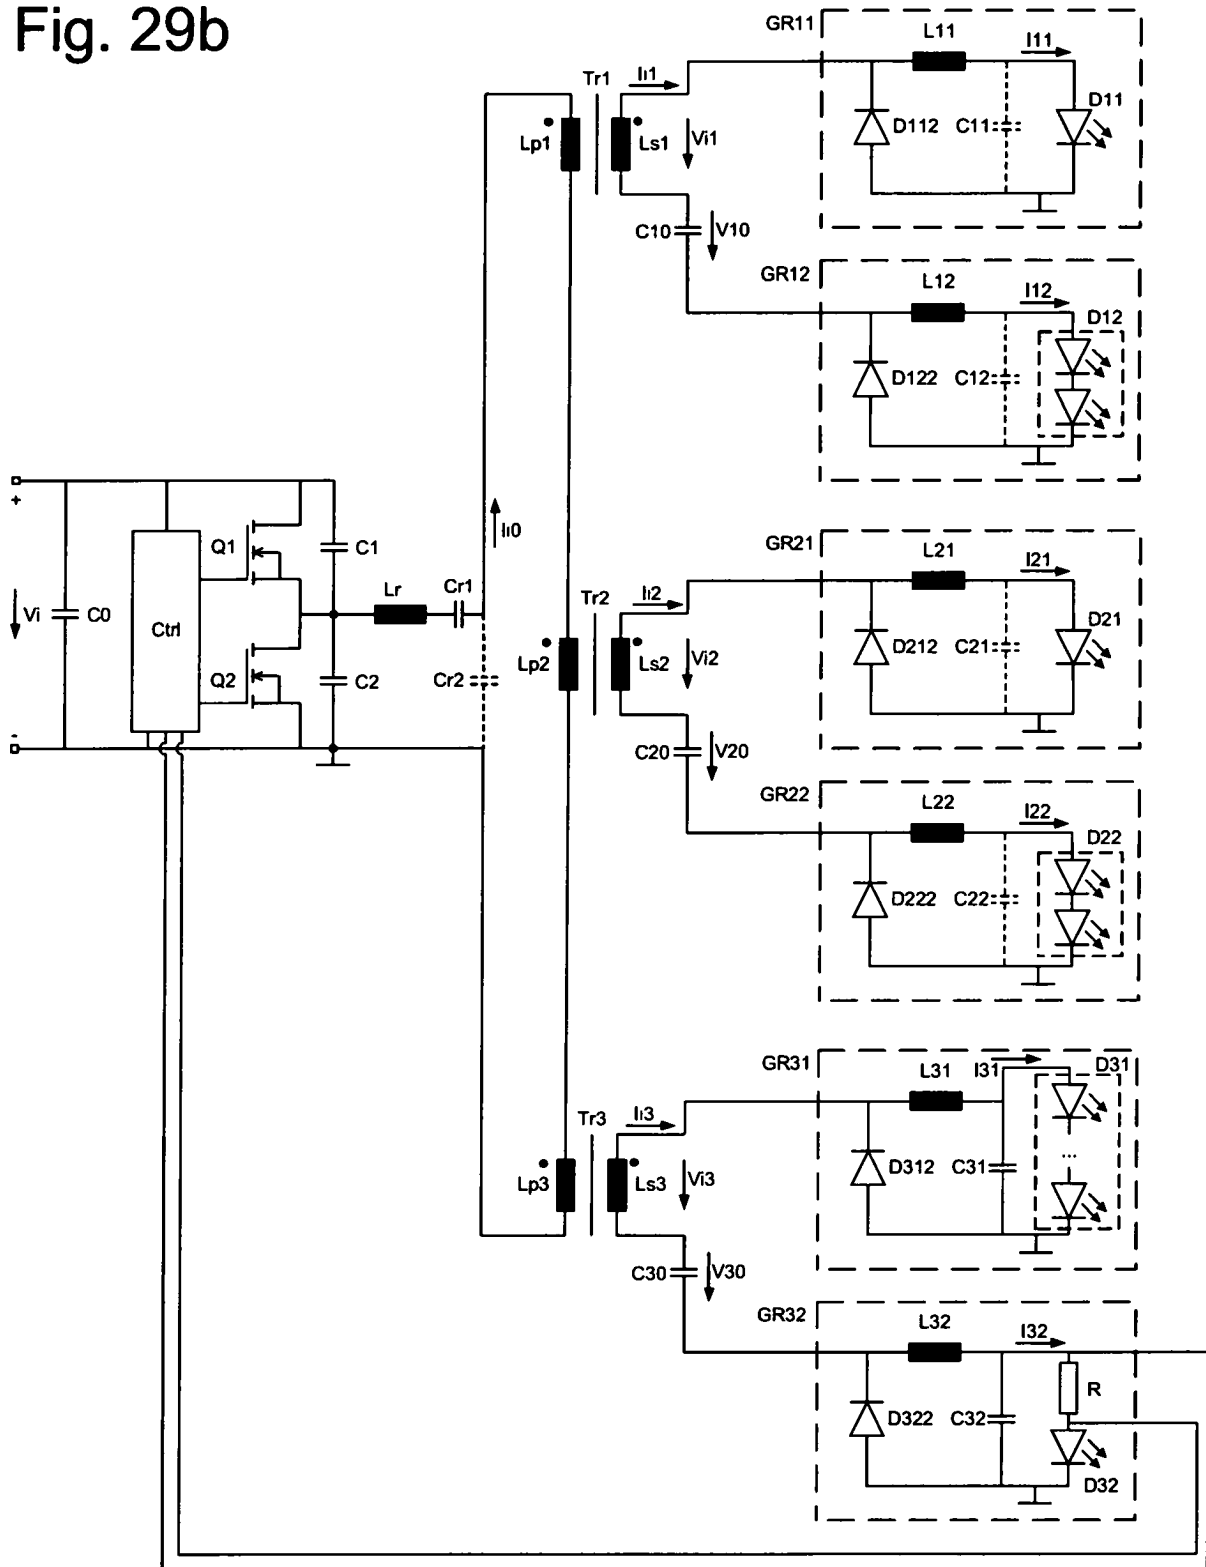 Fig. 29b
GR11
L11
I11
Tr1
Ii1
D11
Lp1
Ls1
Vi1
D112
C11
C10
V10
GR12
L12
I12
D12
D122
C12
+
Ii0
Q1
C1
GR21
L21
I21
Vi
C0
Ctrl
Lr
Cr1
Tr2
Ii2
D21
Q2
C2
Cr2
Lp2
Ls2
Vi2
D212
C21
-
C20
V20
GR22
L22
I22
D22
D222
C22
GR31
L31
I31
D31
Tr3
Ii3
Lp3
Ls3
Vi3
D312
C31
...
C30
V30
GR32
L32
I32
R
D322
C32
D32